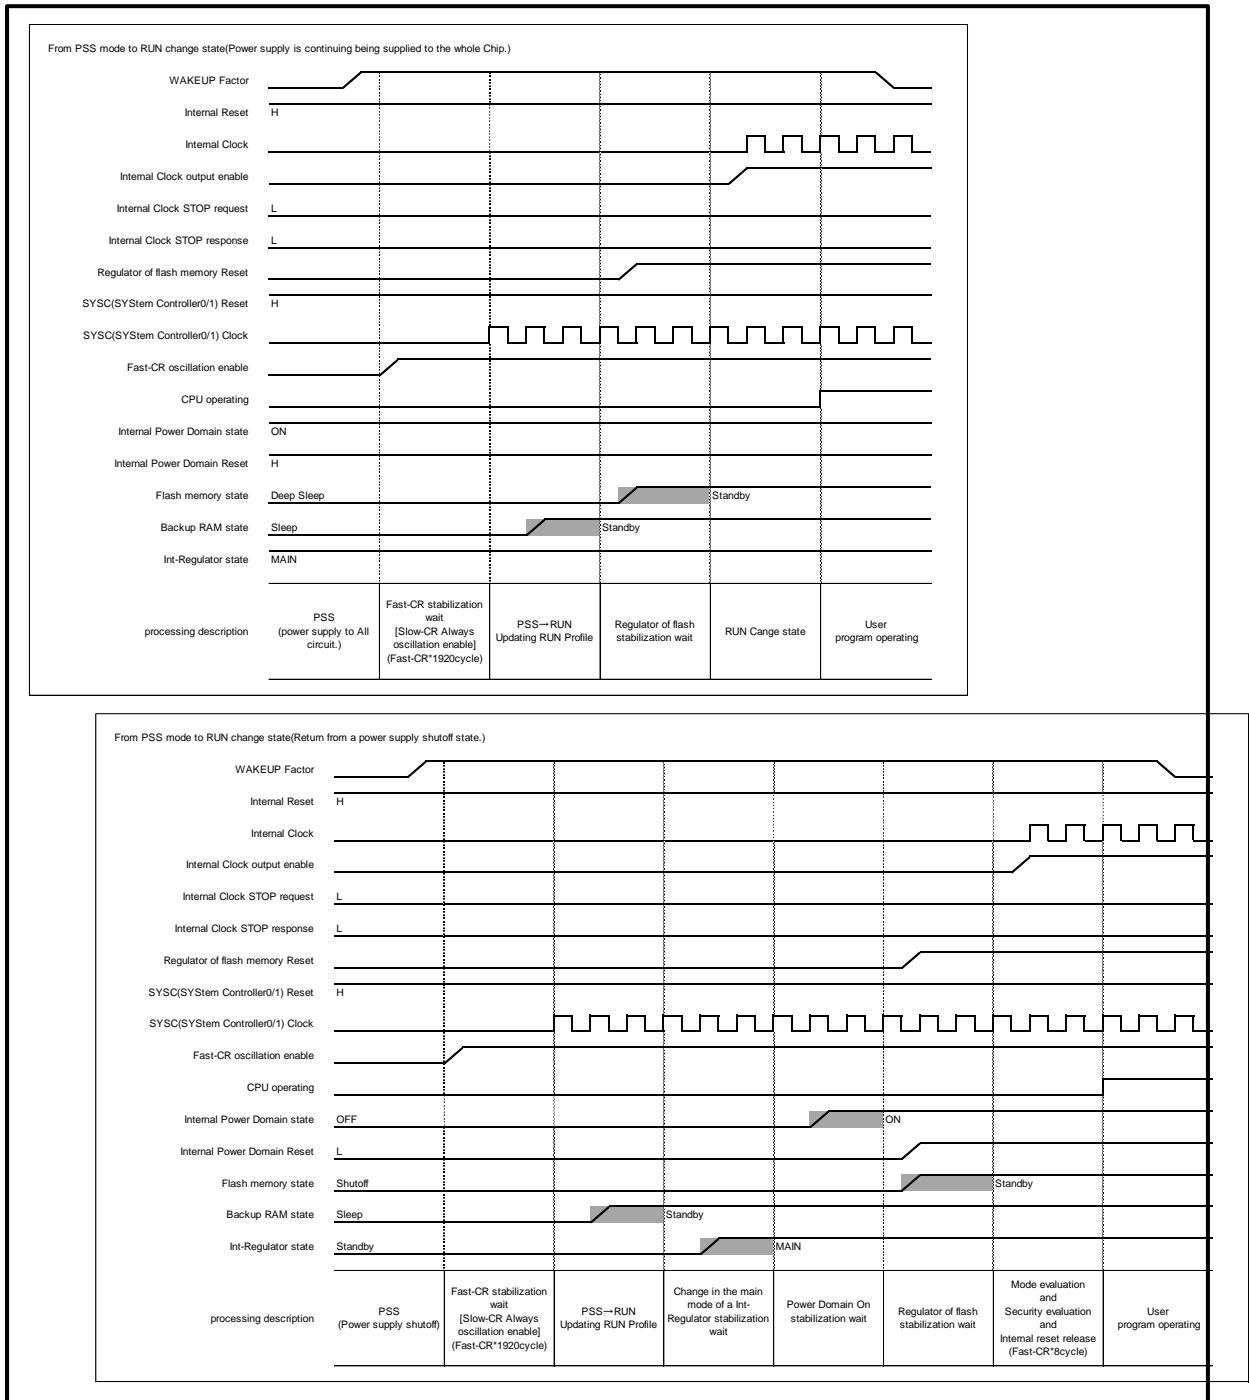 From PSS mode to RUN change state(Power supply is continuing being supplied to the whole Chip.)
WAKEUP Factor
Internal Reset H
Internal Clock
Internal Clock output enable
Internal Clock STOP request L
Internal Clock STOP response L
Regulator of flash memory Reset
SYSC(SYStem Controller0/1) Reset H
SYSC(SYStem Controller0/1) Clock
Fast-CR oscillation enable
CPU operating
Internal Power Domain state ON
Internal Power Domain Reset H
Flash memory state Deep Sleep Standby
Backup RAM state Sleep Standby
Int-Regulator state MAIN
processing description
PSS
(power supply to All
circuit.)
Fast-CR stabilization
wait
[Slow-CR Always
oscillation enable]
(Fast-CR*1920cycle)
PSS→RUN
Updating RUN Profile
Regulator of flash
stabilization wait
RUN Cange state
User
program operating
From PSS mode to RUN change state(Return from a power supply shutoff state.)
WAKEUP Factor
Internal Reset H
Internal Clock
Internal Clock output enable
Internal Clock STOP request L
Internal Clock STOP response L
Regulator of flash memory Reset
SYSC(SYStem Controller0/1) Reset H
SYSC(SYStem Controller0/1) Clock
Fast-CR oscillation enable
CPU operating
Internal Power Domain state OFF ON
Internal Power Domain Reset L
Flash memory state Shutoff Standby
Backup RAM state Sleep Standby
Int-Regulator state Standby MAIN
processing description
PSS
(Power supply shutoff)
Fast-CR stabilization
wait
[Slow-CR Always
oscillation enable]
(Fast-CR*1920cycle)
PSS→RUN
Updating RUN Profile
Change in the main
mode of a Int-
Regulator stabilization
wait
Power Domain On
stabilization wait
Regulator of flash
stabilization wait
Mode evaluation
and
Security evaluation
and
Internal reset release
(Fast-CR*8cycle)
User
program operating